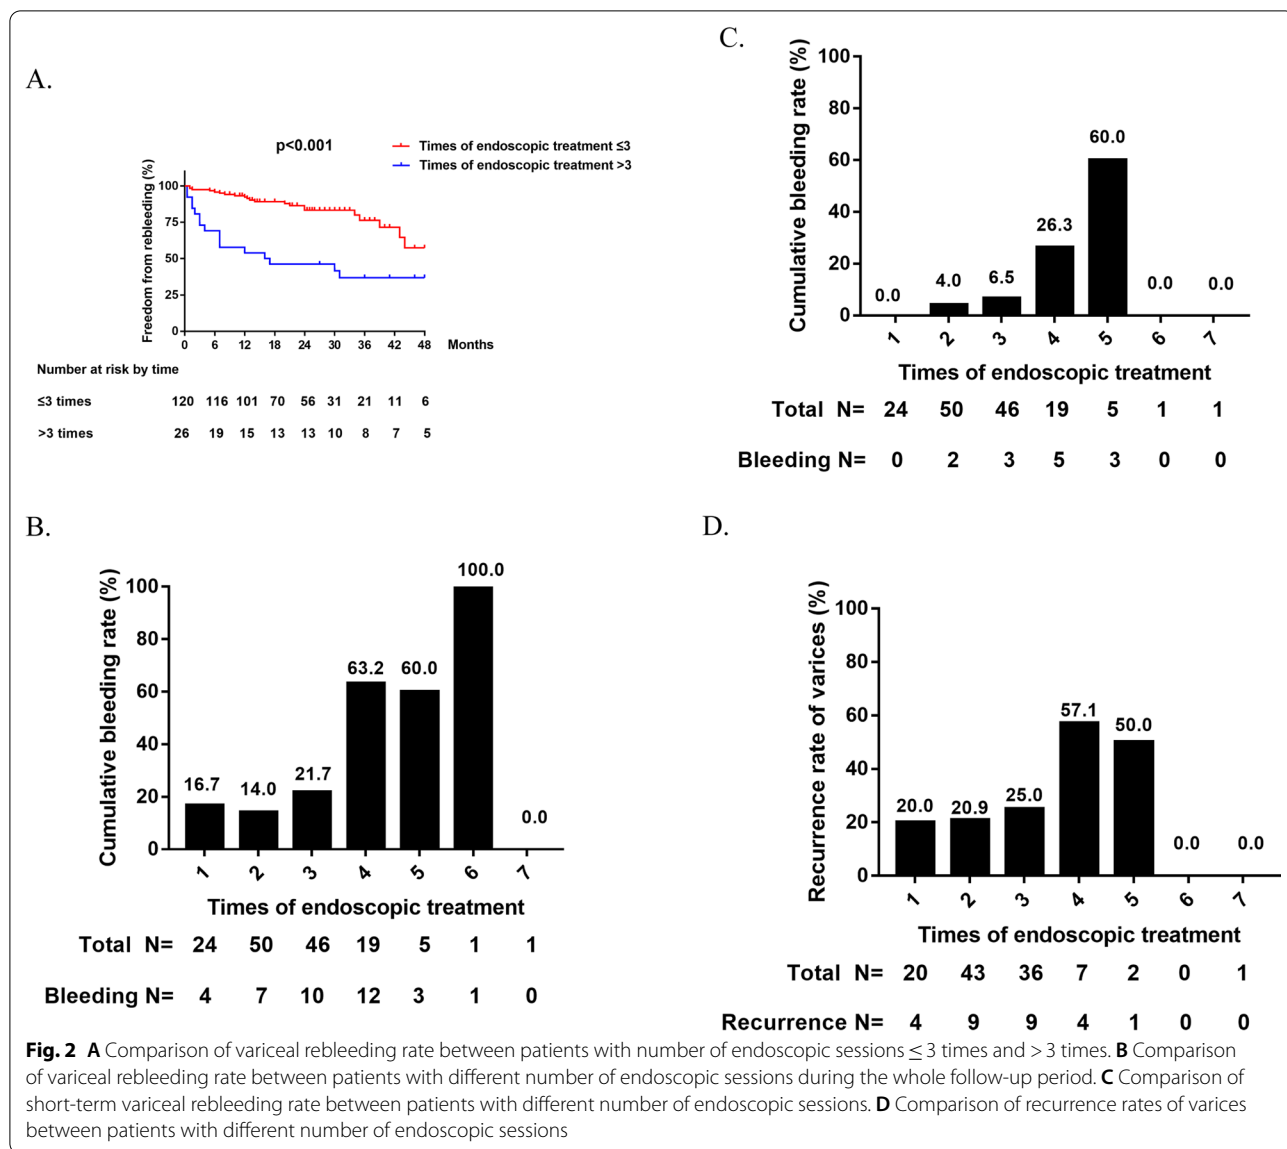 A.
p<0.001
Times of endoscopic treatment ≤3
Times of endoscopic treatment >3
Freedom from rebleeding (%)
100
75
50
25
0
0 6 12 18 24 30 36 42 48 Months
Number at risk by time
≤3 times 120 116 101 70 56 31 21 11 6
>3 times 26 19 15 13 13 10 8 7 5
C.
Cumulative bleeding rate (%)
100
80
60
40
20
0
0.0 4.0 6.5 26.3 60.0 0.0 0.0
1 2 3 4 5 6 7
Times of endoscopic treatment
Total N= 24 50 46 19 5 1 1
Bleeding N= 0 2 3 5 3 0 0
B.
Cumulative bleeding rate (%)
100
80
60
40
20
0
16.7 14.0 21.7 63.2 60.0 100.0 0.0
1 2 3 4 5 6 7
Times of endoscopic treatment
Total N= 24 50 46 19 5 1 1
Bleeding N= 4 7 10 12 3 1 0
D.
Recurrence rate of varices (%)
100
80
60
40
20
0
20.0 20.9 25.0 57.1 50.0 0.0 0.0
1 2 3 4 5 6 7
Times of endoscopic treatment
Total N= 20 43 36 7 2 0 1
Recurrence N= 4 9 9 4 1 0 0
Fig. 2 A Comparison of variceal rebleeding rate between patients with number of endoscopic sessions ≤ 3 times and > 3 times. B Comparison
of variceal rebleeding rate between patients with different number of endoscopic sessions during the whole follow-up period. C Comparison of
short-term variceal rebleeding rate between patients with different number of endoscopic sessions. D Comparison of recurrence rates of varices
between patients with different number of endoscopic sessions